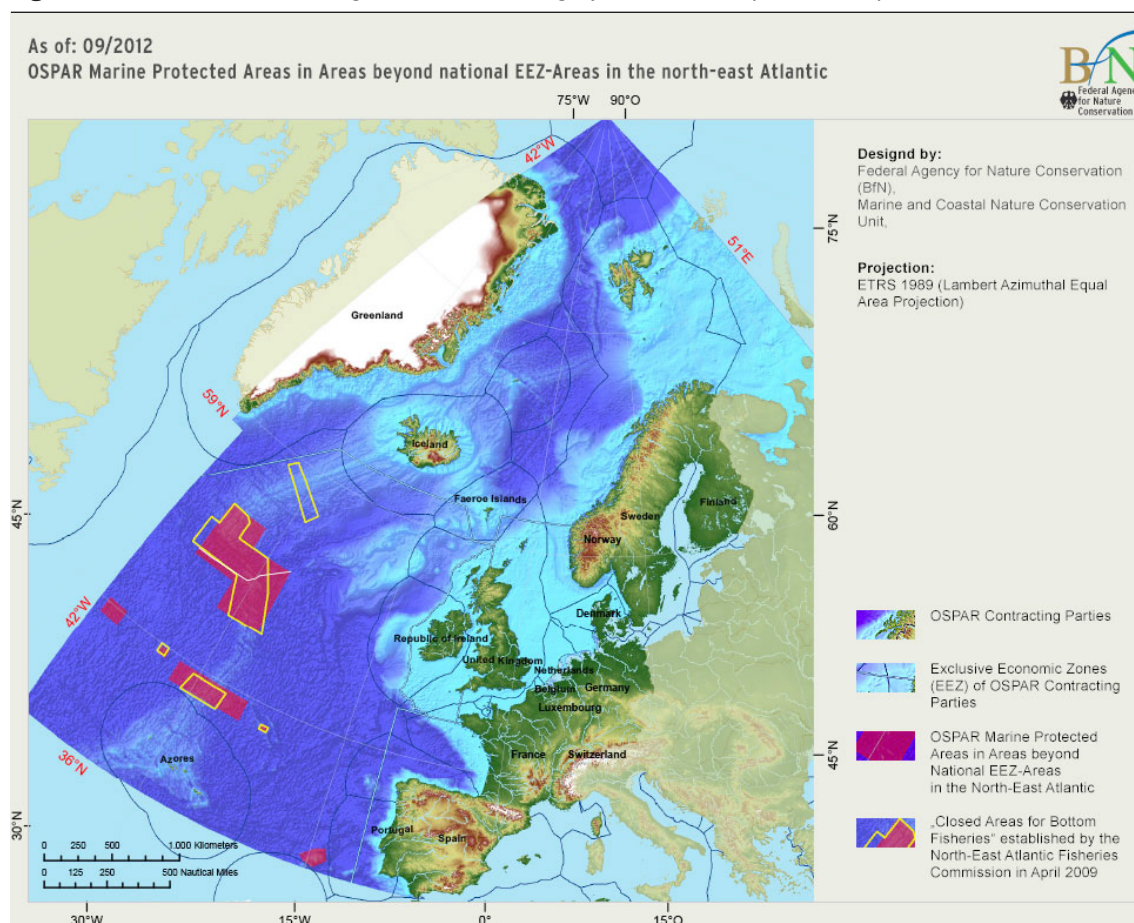 As of: 09/2012
OSPAR Marine Protected Areas in Areas beyond national EEZ-Areas in the north-east Atlantic
BfN
Federal Agen
for Nature
Conservation
75°W 90°O
42°W
51°E
75°N
Designd by:
Federal Agency for Nature Conservation
(BfN),
Marine and Coastal Nature Conservation
Unit,
Projection:
ETRS 1989 (Lambert Azimuthal Equal
Area Projection)
Greenland
59°N
Iceland
Faeroe Islands
45°N
60°N
Finland
Sweden
Norway
42°W
Denmark
Republic of Ireland
United Kingdom
Netherlands
Belgium
Germany
Luxembourg
36°N
Azores
France
Switzerland
45°N
30°N
Portugal
Spain
0 250 500 1.000 Kilometers
0 125 250 500 Nautical Miles
30°W 15°W 0° 15°O
OSPAR Contracting Parties
Exclusive Economic Zones
(EEZ) of OSPAR Contracting
Parties
OSPAR Marine Protected
Areas in Areas beyond
National EEZ-Areas
in the North-East Atlantic
„Closed Areas for Bottom
Fisheries" established by the
North-East Atlantic Fisheries
Commission in April 2009